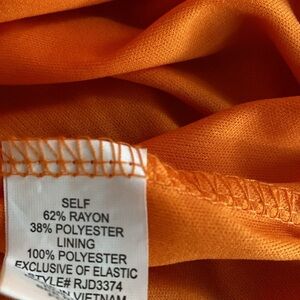 SELF
62% RAYON
38% POLYESTER
LINING
100% POLYESTER
EXCLUSIVE OF ELASTIC
STYLE# RJD3374
VIETNAM